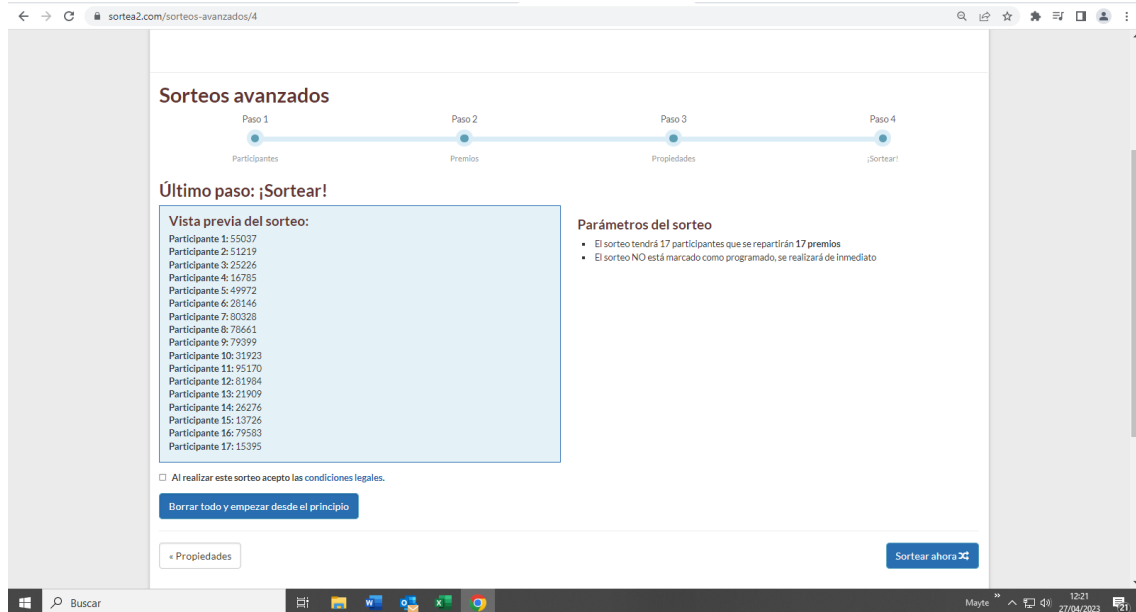 sortea2.com/sorteos-avanzados/4
Sorteos avanzados
Paso 1 Paso 2 Paso 3 Paso 4
Participantes Premios Propiedades ¡Sortear!
Último paso: ¡Sortear!
Vista previa del sorteo:
Participante 1: 55037
Participante 2: 51219
Participante 3: 25226
Participante 4: 16785
Participante 5: 49972
Participante 6: 28146
Participante 7: 80328
Participante 8: 78661
Participante 9: 79399
Participante 10: 31923
Participante 11: 95170
Participante 12: 81984
Participante 13: 21909
Participante 14: 26276
Participante 15: 13726
Participante 16: 79583
Participante 17: 15395
Parámetros del sorteo
El sorteo tendrá 17 participantes que se repartirán 17 premios
El sorteo NO está marcado como programado, se realizará de inmediato
Al realizar este sorteo acepto las condiciones legales.
Borrar todo y empezar desde el principio
« Propiedades
Sortear ahora
Buscar
Mayte
12:21
27/04/2023
21